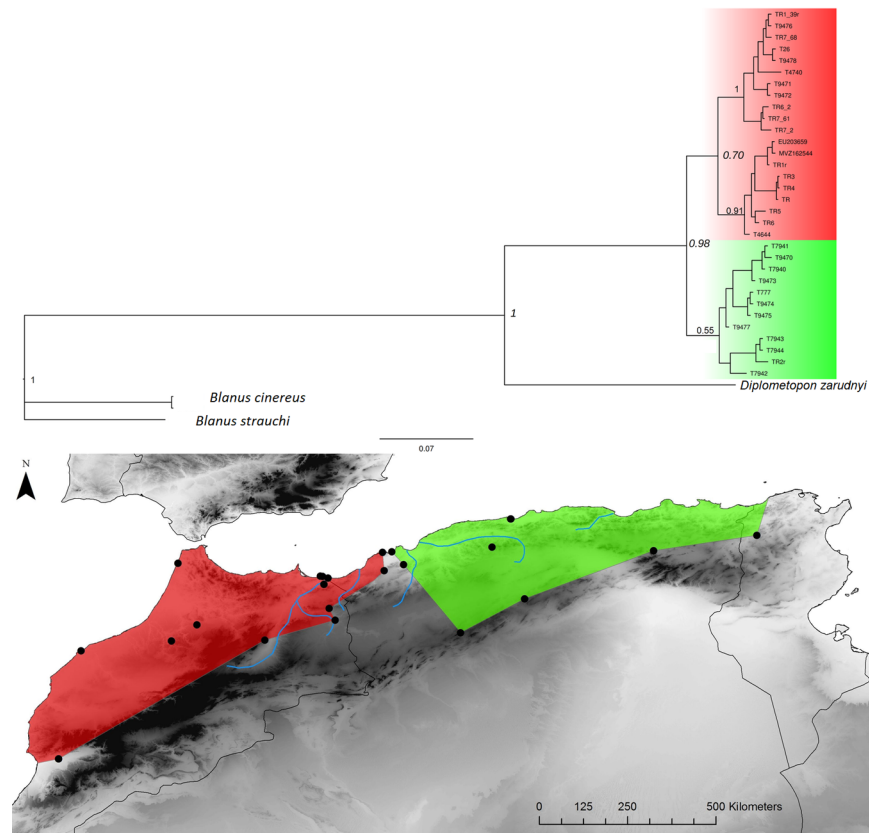 TR1_39r
T9476
TR7_68
T26
T9478
T4740
1
T9471
T9472
TR6_2
TR7_61
TR7_2
EU203659
0.70
MVZ162544
TR1r
TR3
TR4
TR
0.91
TR5
TR6
T4644
0.98
T7941
T9470
T7940
T9473
T777
T9474
1
T9475
T9477
0.55
T7943
T7944
TR2r
T7942
1
Diplometopon zarudnyi
Blanus cinereus
Blanus strauchi
0.07
N
0 125 250 500 Kilometers